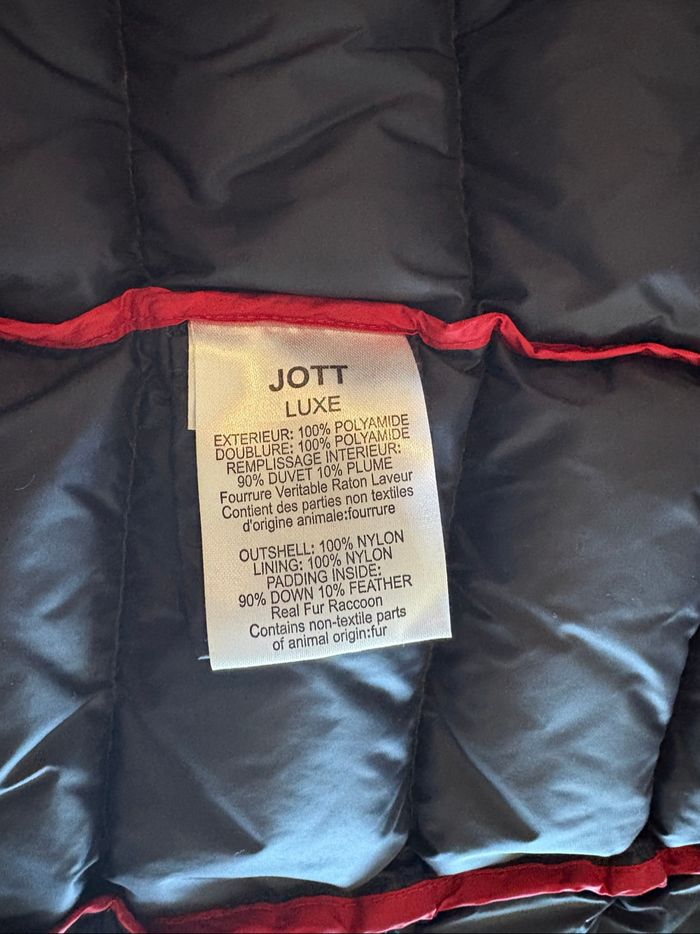 JOTT
LUXE
EXTERIEUR: 100% POLYAMIDE
DOUBLURE: 100% POLYAMIDE
REMPLISSAGE INTERIEUR:
90% DUVET 10% PLUME
Fourrure Veritable Raton Laveur
Contient des parties non textiles
d'origine animale:fourrure
OUTSHELL: 100% NYLON
LINING: 100% NYLON
PADDING INSIDE:
90% DOWN 10% FEATHER
Real Fur Raccoon
Contains non-textile parts
of animal origin:fur